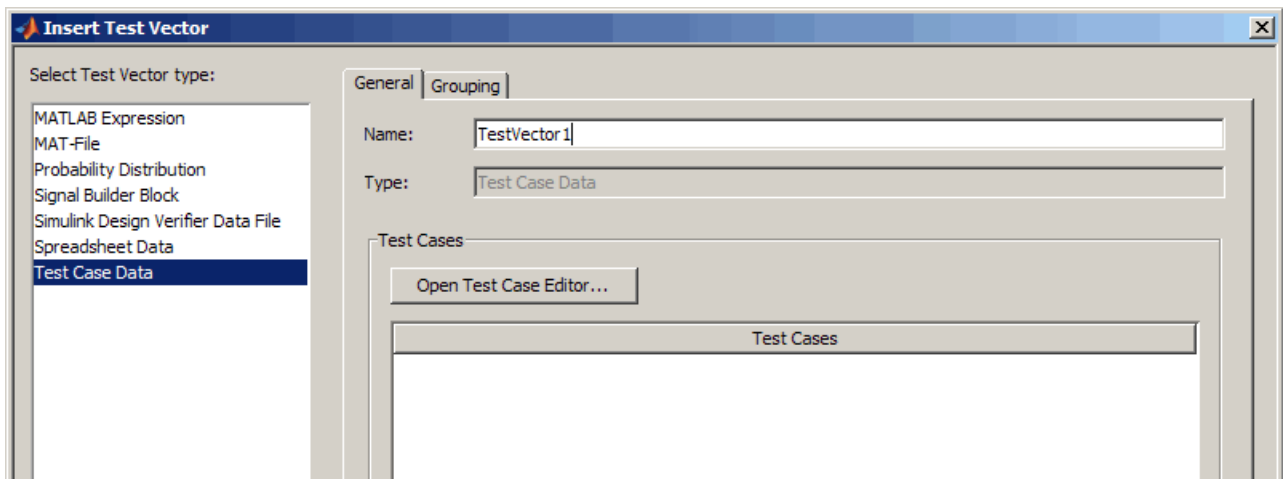 Insert Test Vector
Select Test Vector type:
MATLAB Expression
MAT-File
Probability Distribution
Signal Builder Block
Simulink Design Verifier Data File
Spreadsheet Data
Test Case Data
General
Grouping
Name:
TestVector1
Type:
Test Case Data
Test Cases
Open Test Case Editor...
Test Cases